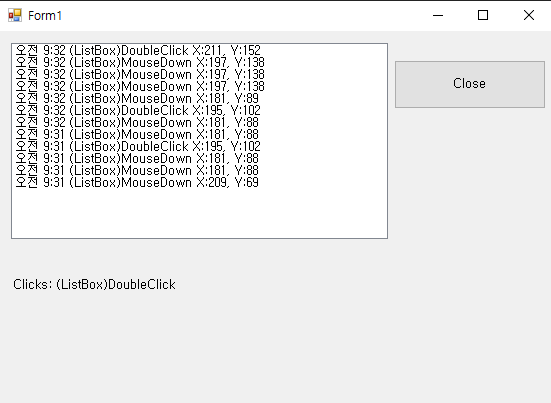 Form1
오전 9:32 (ListBox)DoubleClick X:211, Y:152
오전 9:32 (ListBox)MouseDown X:197, Y:138
오전 9:32 (ListBox)MouseDown X:197, Y:138
오전 9:32 (ListBox)MouseDown X:197, Y:138
오전 9:32 (ListBox)MouseDown X:181, Y:89
오전 9:32 (ListBox)DoubleClick X:195, Y:102
오전 9:32 (ListBox)MouseDown X:181, Y:88
오전 9:31 (ListBox)MouseDown X:181, Y:88
오전 9:31 (ListBox)DoubleClick X:195, Y:102
오전 9:31 (ListBox)MouseDown X:181, Y:88
오전 9:31 (ListBox)MouseDown X:181, Y:88
오전 9:31 (ListBox)MouseDown X:209, Y:69
Close
Clicks: (ListBox)DoubleClick